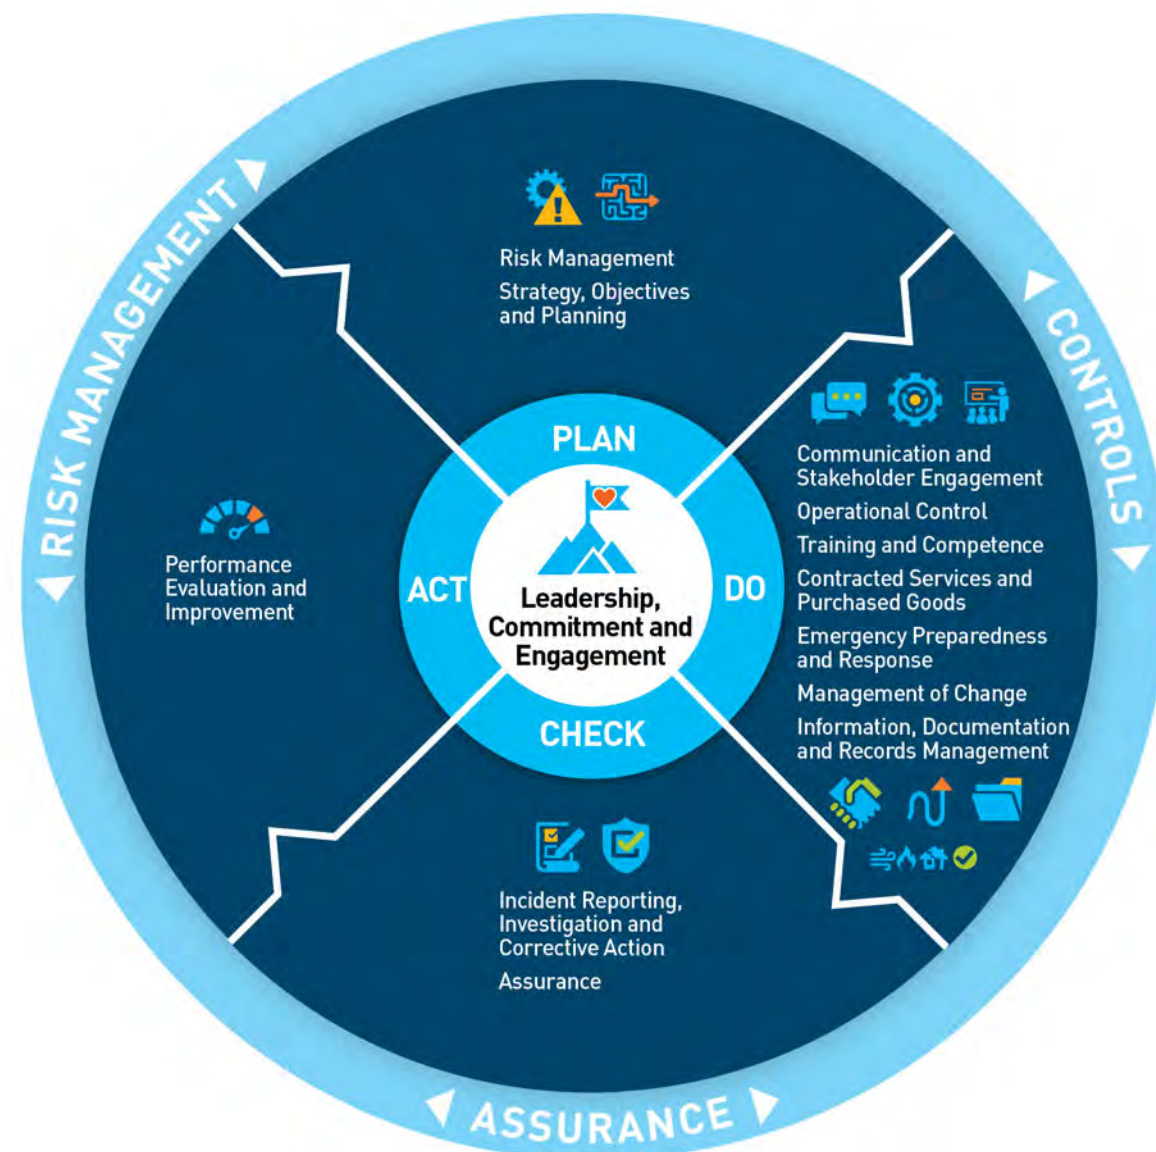 RISK MANAGEMENT
CONTROLS
ASSURANCE
Risk Management
Strategy, Objectives
and Planning
PLAN
DO
CHECK
ACT
Leadership,
Commitment and
Engagement
Communication and
Stakeholder Engagement
Operational Control
Training and Competence
Contracted Services and
Purchased Goods
Emergency Preparedness
and Response
Management of Change
Information, Documentation
and Records Management
Incident Reporting,
Investigation and
Corrective Action
Assurance
Performance
Evaluation and
Improvement